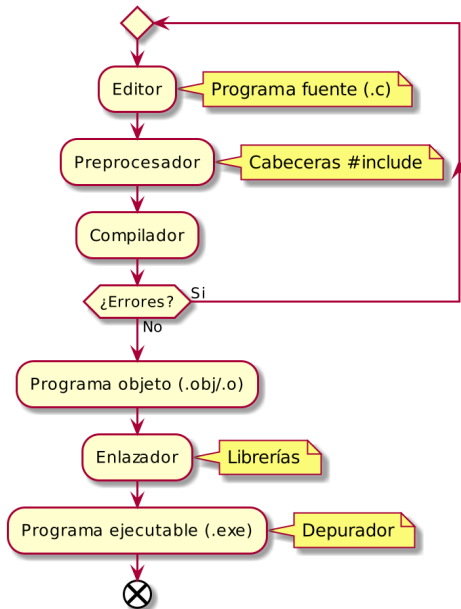 Editor
Programa fuente (.c)
Preprocesador
Cabeceras #include
Compilador
¿Errores?
Si
No
Programa objeto (.obj/.o)
Enlazador
Librerías
Programa ejecutable (.exe)
Depurador